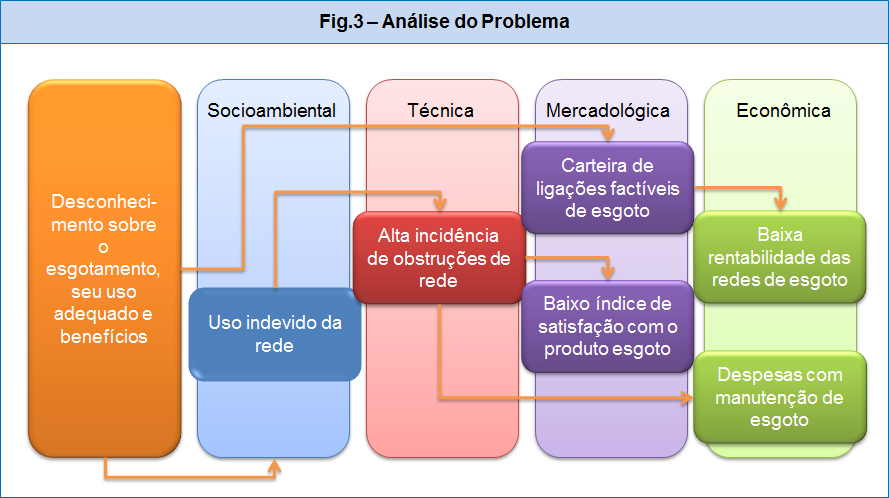 Fig.3 – Análise do Problema
Desconheci-
mento sobre
o
esgotamento,
seu uso
adequado e
benefícios
Socioambiental
Uso indevido da
rede
Técnica
Alta incidência
de obstruções de
rede
Mercadológica
Carteira de
ligações factíveis
de esgoto
Baixo índice de
satisfação com o
produto esgoto
Econômica
Baixa
rentabilidade das
redes de esgoto
Despesas com
manutenção de
esgoto